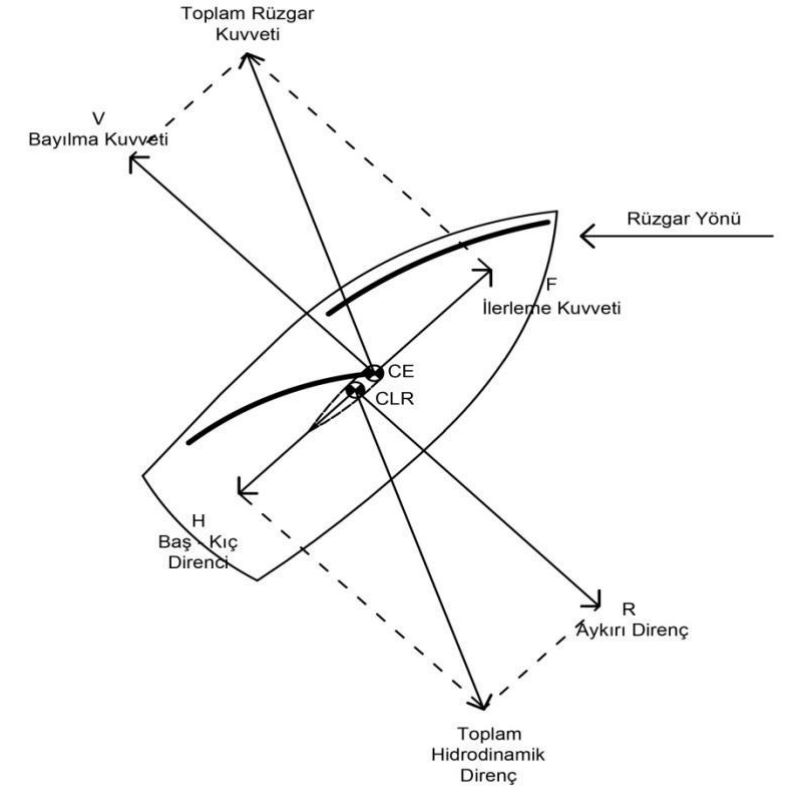 Toplam Rüzgar
Kuvveti
V
Bayılma Kuvveti
Rüzgar Yönü
F
İlerleme Kuvveti
CE
CLR
H
Baş - Kıç
Direnci
R
Aykırı Direnç
Toplam
Hidrodinamik
Direnç